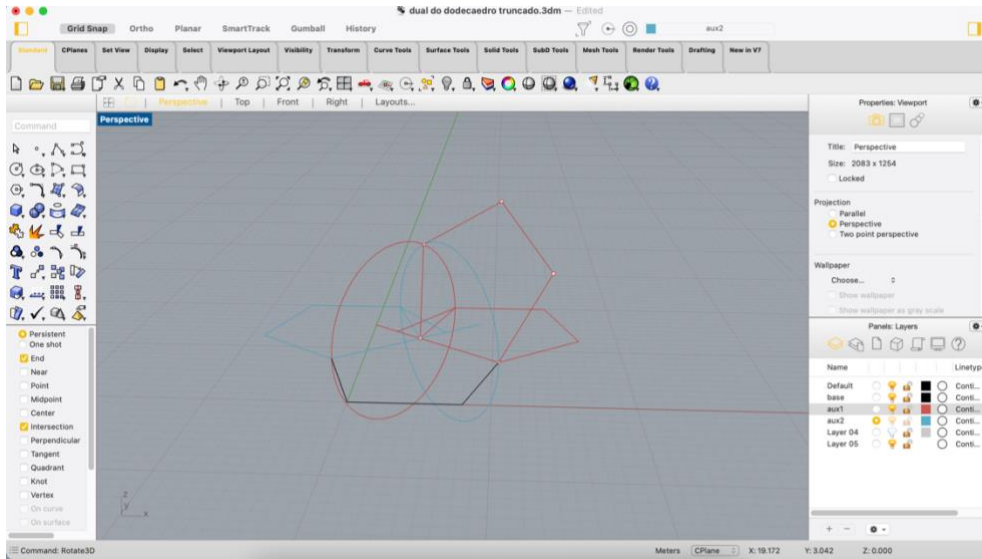 dual do dodecaedro truncado.3dm — Edited
Grid Snap Ortho Planar SmartTrack Gumball History aux2
Standard CPlanes Set View Display Select Viewport Layout Visibility Transform Curve Tools Surface Tools Solid Tools SubD Tools Mesh Tools Render Tools Drafting New in V7
Perspective | Top | Front | Right | Layouts...
Properties: Viewport
Command
Perspective
Title: Perspective
Size: 2083 x 1254
Locked
Projection
Parallel
Perspective
Two point perspective
Wallpaper
Choose...
Show wallpaper
Show wallpaper as gray scale
Panels: Layers
Persistent
One shot
End
Near
Point
Midpoint
Center
Intersection
Perpendicular
Tangent
Quadrant
Knot
Vertex
On curve
On surface
Name Linetyp
Default Conti...
base Conti...
aux1 Conti...
aux2 Conti...
Layer 04 Conti...
Layer 05 Conti...
z
y
x
Command: Rotate3D Meters CPlane X: 19.172 Y: 3.042 Z: 0.000